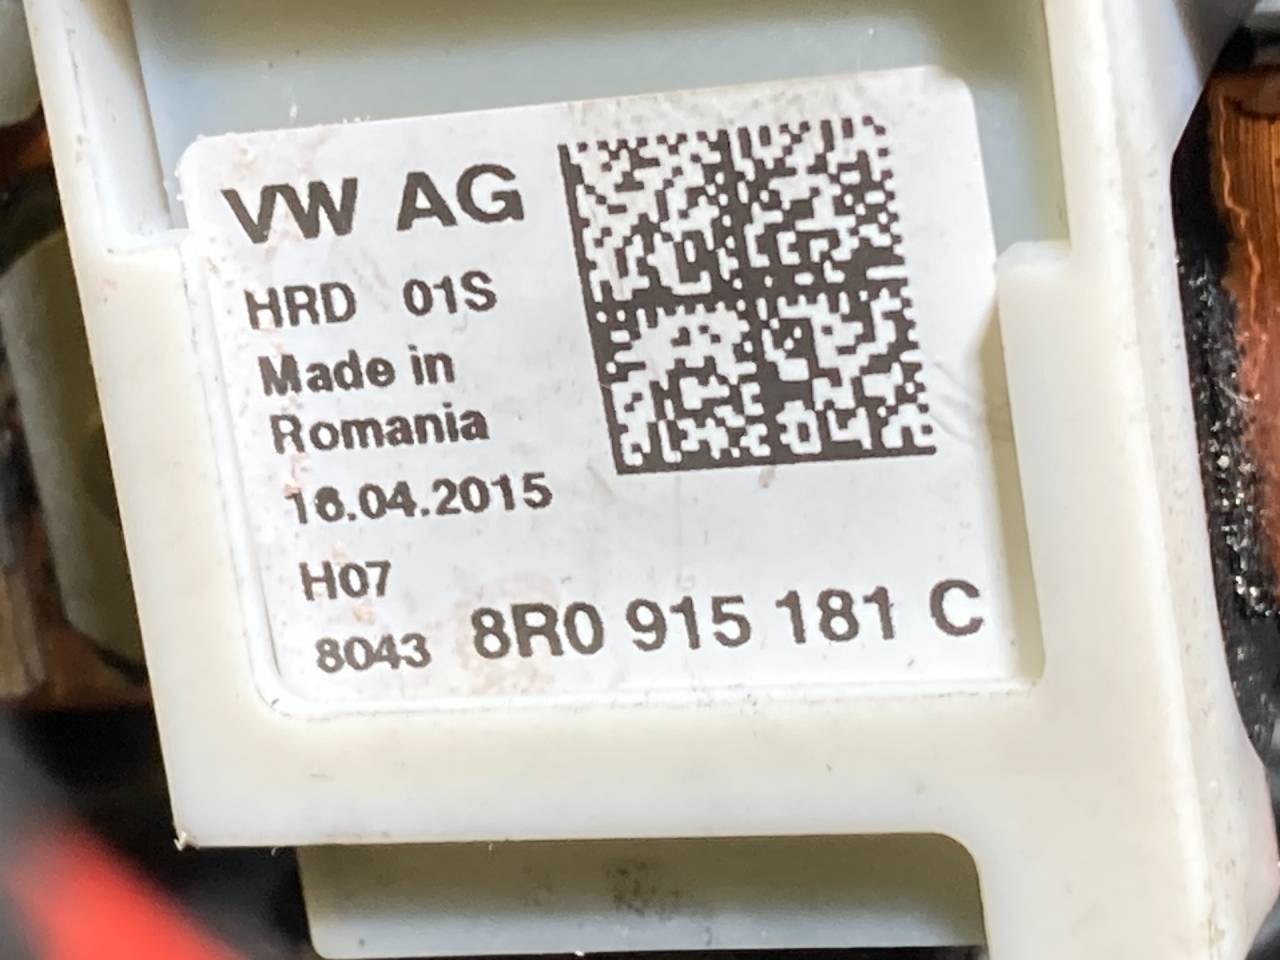 VW AG
HRD 01S
Made in
Romania
16.04.2015
H07
8043 8R0 915 181 C